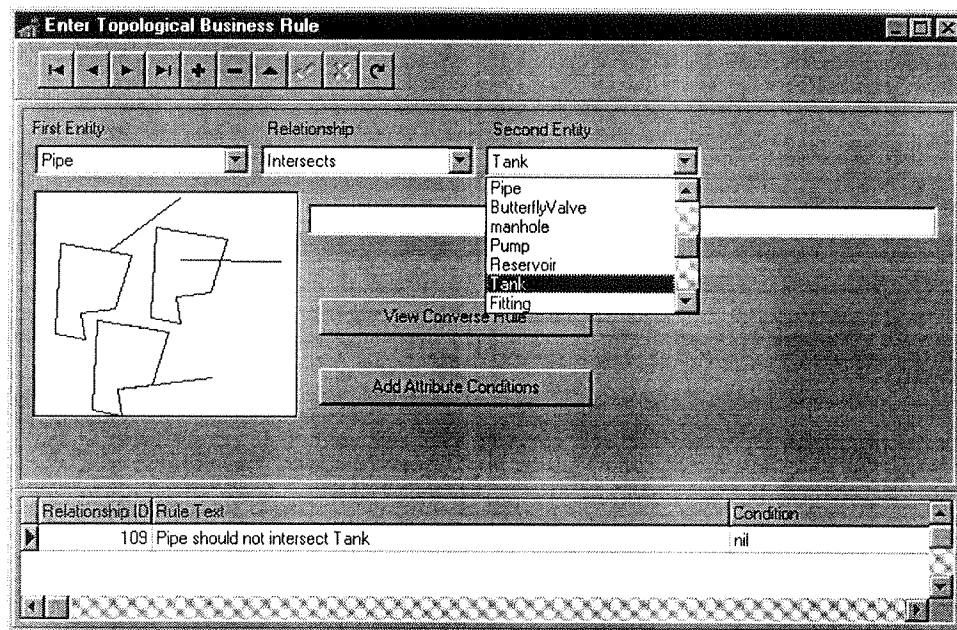 Enter Topological Business Rule
First Entity Relationship Second Entity
Pipe Intersects Tank
Pipe
ButterflyValve
manhole
Pump
Reservoir
Tank
Fitting
View Converse Rule
Add Attribute Conditions
Relationship ID Rule Text Condition
109 Pipe should not intersect Tank nil